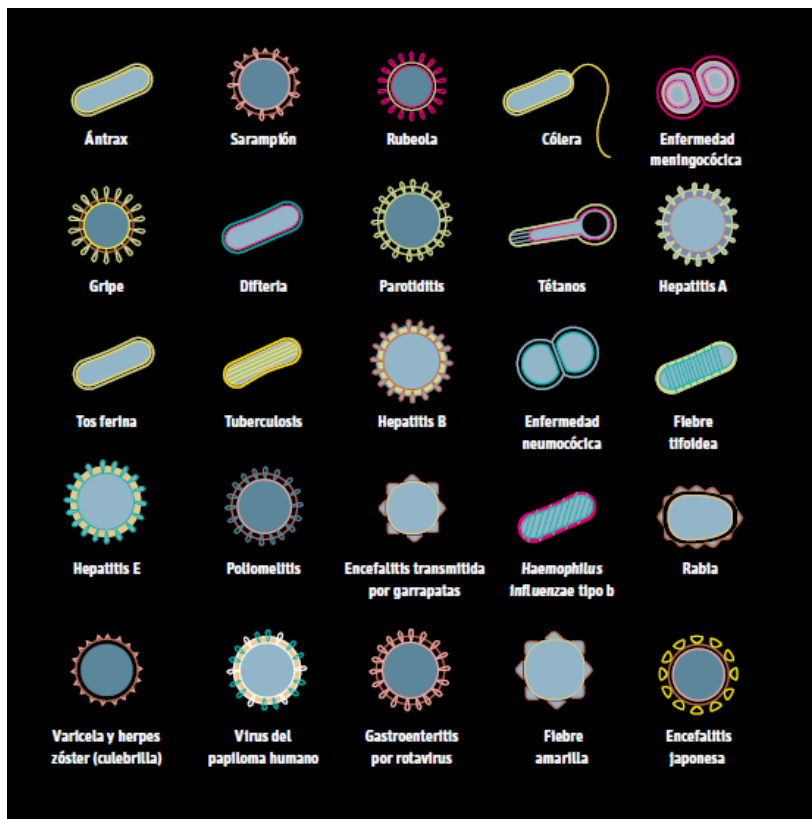 Ántrax
Sarampión
Rubeola
Cólera
Enfermedad
meningocócica
Gripe
Difteria
Parotiditis
Tétanos
Hepatitis A
Tos ferina
Tuberculosis
Hepatitis B
Enfermedad
neumocócica
Fiebre
tifoidea
Hepatitis E
Poliomelitis
Encefalitis transmitida
por garrapatas
Haemophilus
influenzae tipo b
Rabia
Varicela y herpes
zóster (culebrilla)
Virus del
papiloma humano
Gastroenteritis
por rotavirus
Fiebre
amarilla
Encefalitis
japonesa